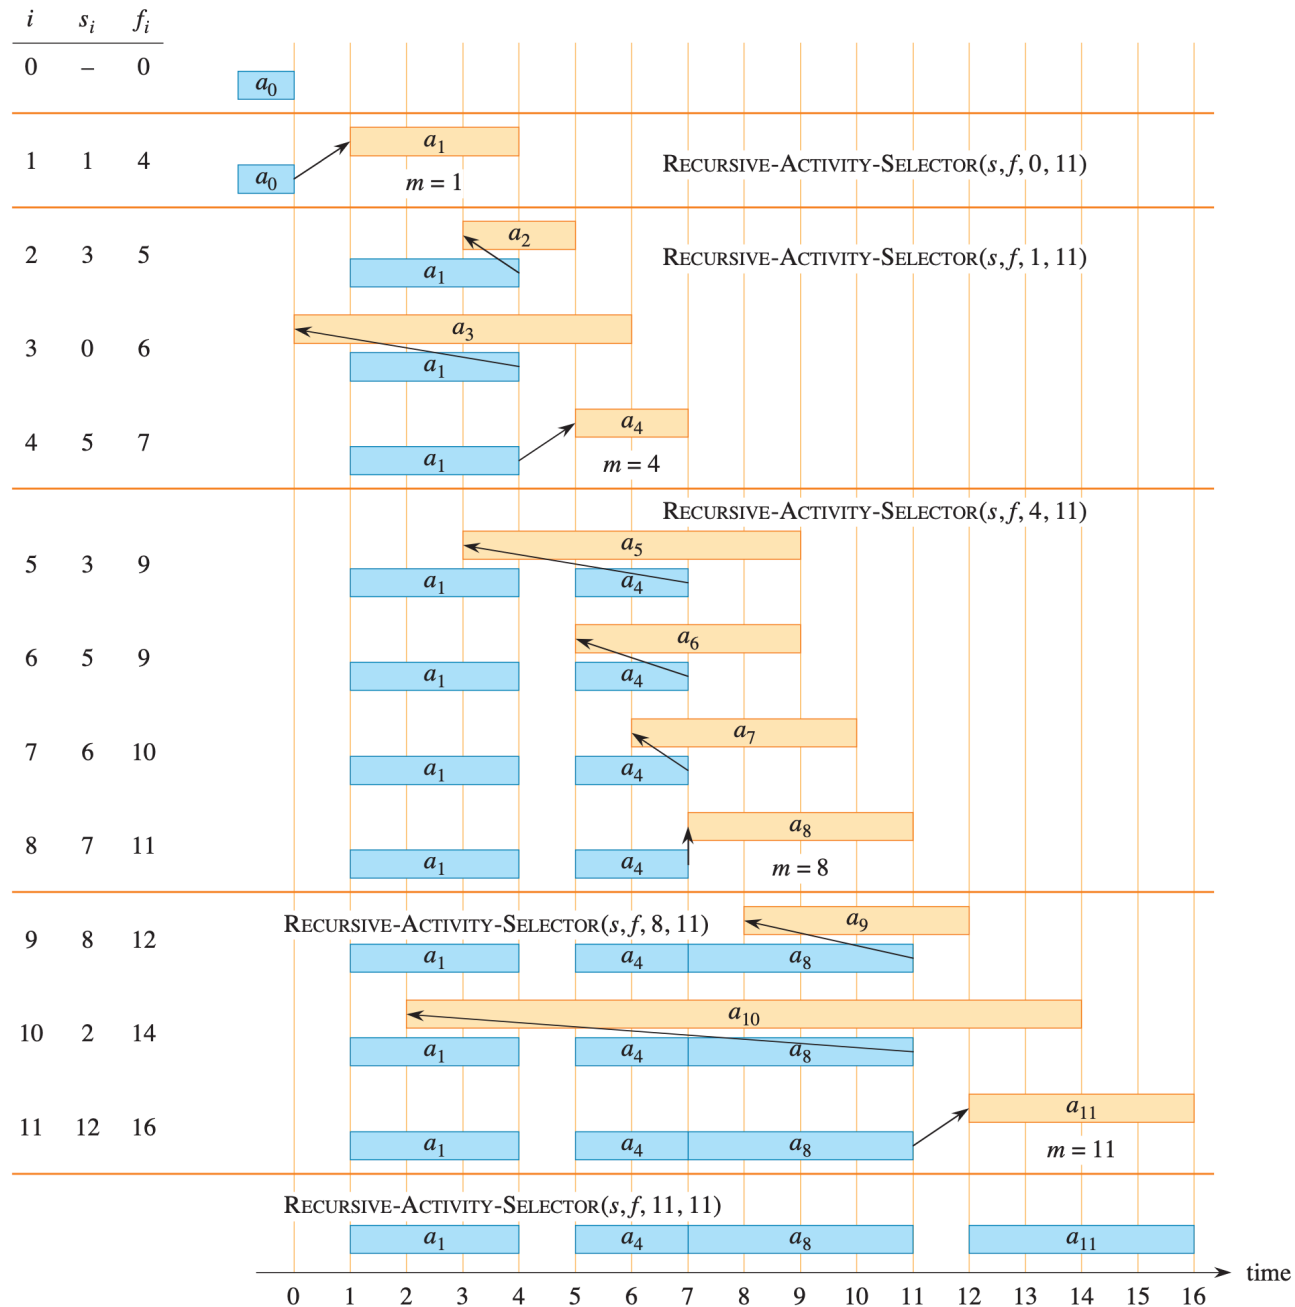 i s_i f_i
0 – 0
a_0
a_1
1 1 4 RECURSIVE-ACTIVITY-SELECTOR(s, f, 0, 11)
a_0 m = 1
a_2
2 3 5 RECURSIVE-ACTIVITY-SELECTOR(s, f, 1, 11)
a_1
a_3
3 0 6
a_1
a_4
4 5 7
a_1 m = 4
RECURSIVE-ACTIVITY-SELECTOR(s, f, 4, 11)
a_5
5 3 9
a_1 a_4
a_6
6 5 9
a_1 a_4
a_7
7 6 10
a_1 a_4
a_8
8 7 11
a_1 a_4 m = 8
RECURSIVE-ACTIVITY-SELECTOR(s, f, 8, 11) a_9
9 8 12
a_1 a_4 a_8
a_10
10 2 14
a_1 a_4 a_8
a_11
11 12 16
a_1 a_4 a_8 m = 11
RECURSIVE-ACTIVITY-SELECTOR(s, f, 11, 11)
a_1 a_4 a_8 a_11
time
0 1 2 3 4 5 6 7 8 9 10 11 12 13 14 15 16